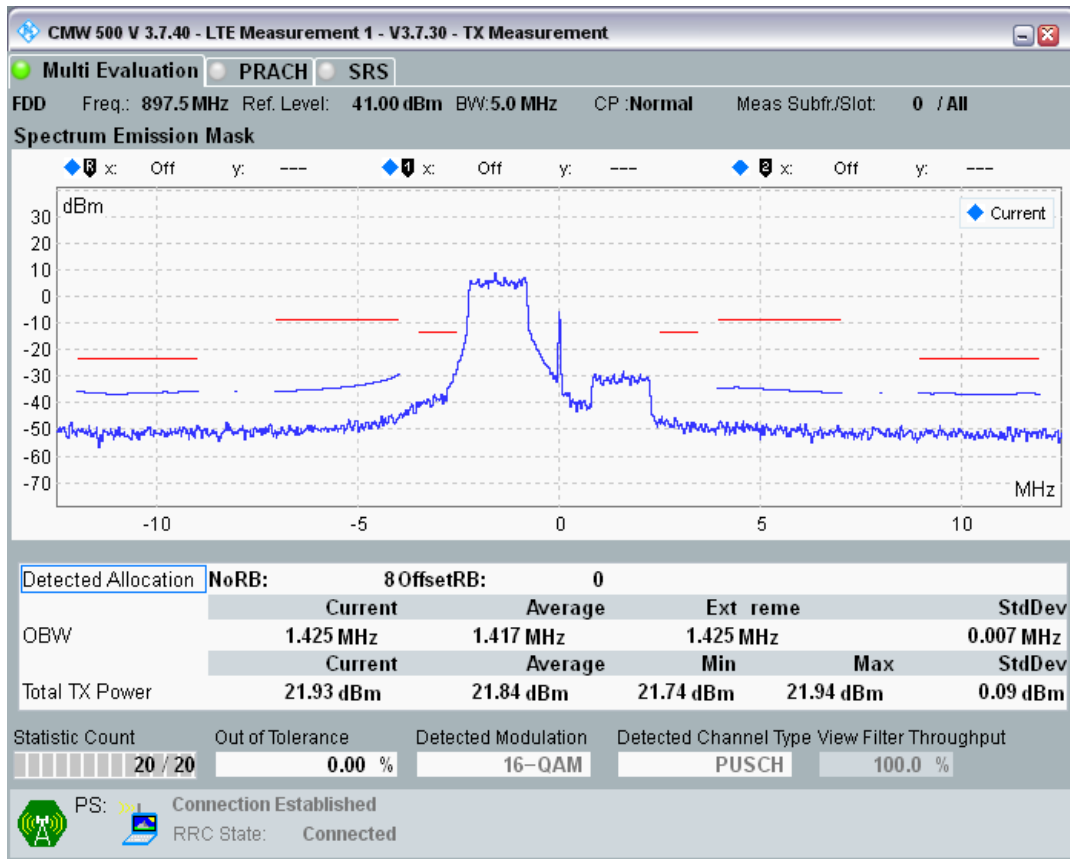 CMW 500 V 3.7.40 - LTE Measurement 1 - V3.7.30 - TX Measurement
Multi Evaluation PRACH SRS
FDD Freq.: 897.5 MHz Ref. Level: 41.00 dBm BW:5.0 MHz CP :Normal Meas Subfr./Slot: 0 / All
Spectrum Emission Mask
R x: Off y: --- 1 x: Off y: --- 2 x: Off y: ---
dBm
Current
30
20
10
0
-10
-20
-30
-40
-50
-60
-70
MHz
-10 -5 0 5 10
Detected Allocation NoRB: 8 OffsetRB: 0
Current Average Ext reme StdDev
OBW 1.425 MHz 1.417 MHz 1.425 MHz 0.007 MHz
Current Average Min Max StdDev
Total TX Power 21.93 dBm 21.84 dBm 21.74 dBm 21.94 dBm 0.09 dBm
Statistic Count Out of Tolerance Detected Modulation Detected Channel Type View Filter Throughput
20 / 20 0.00 % 16-QAM PUSCH 100.0 %
PS: Connection Established
RRC State: Connected